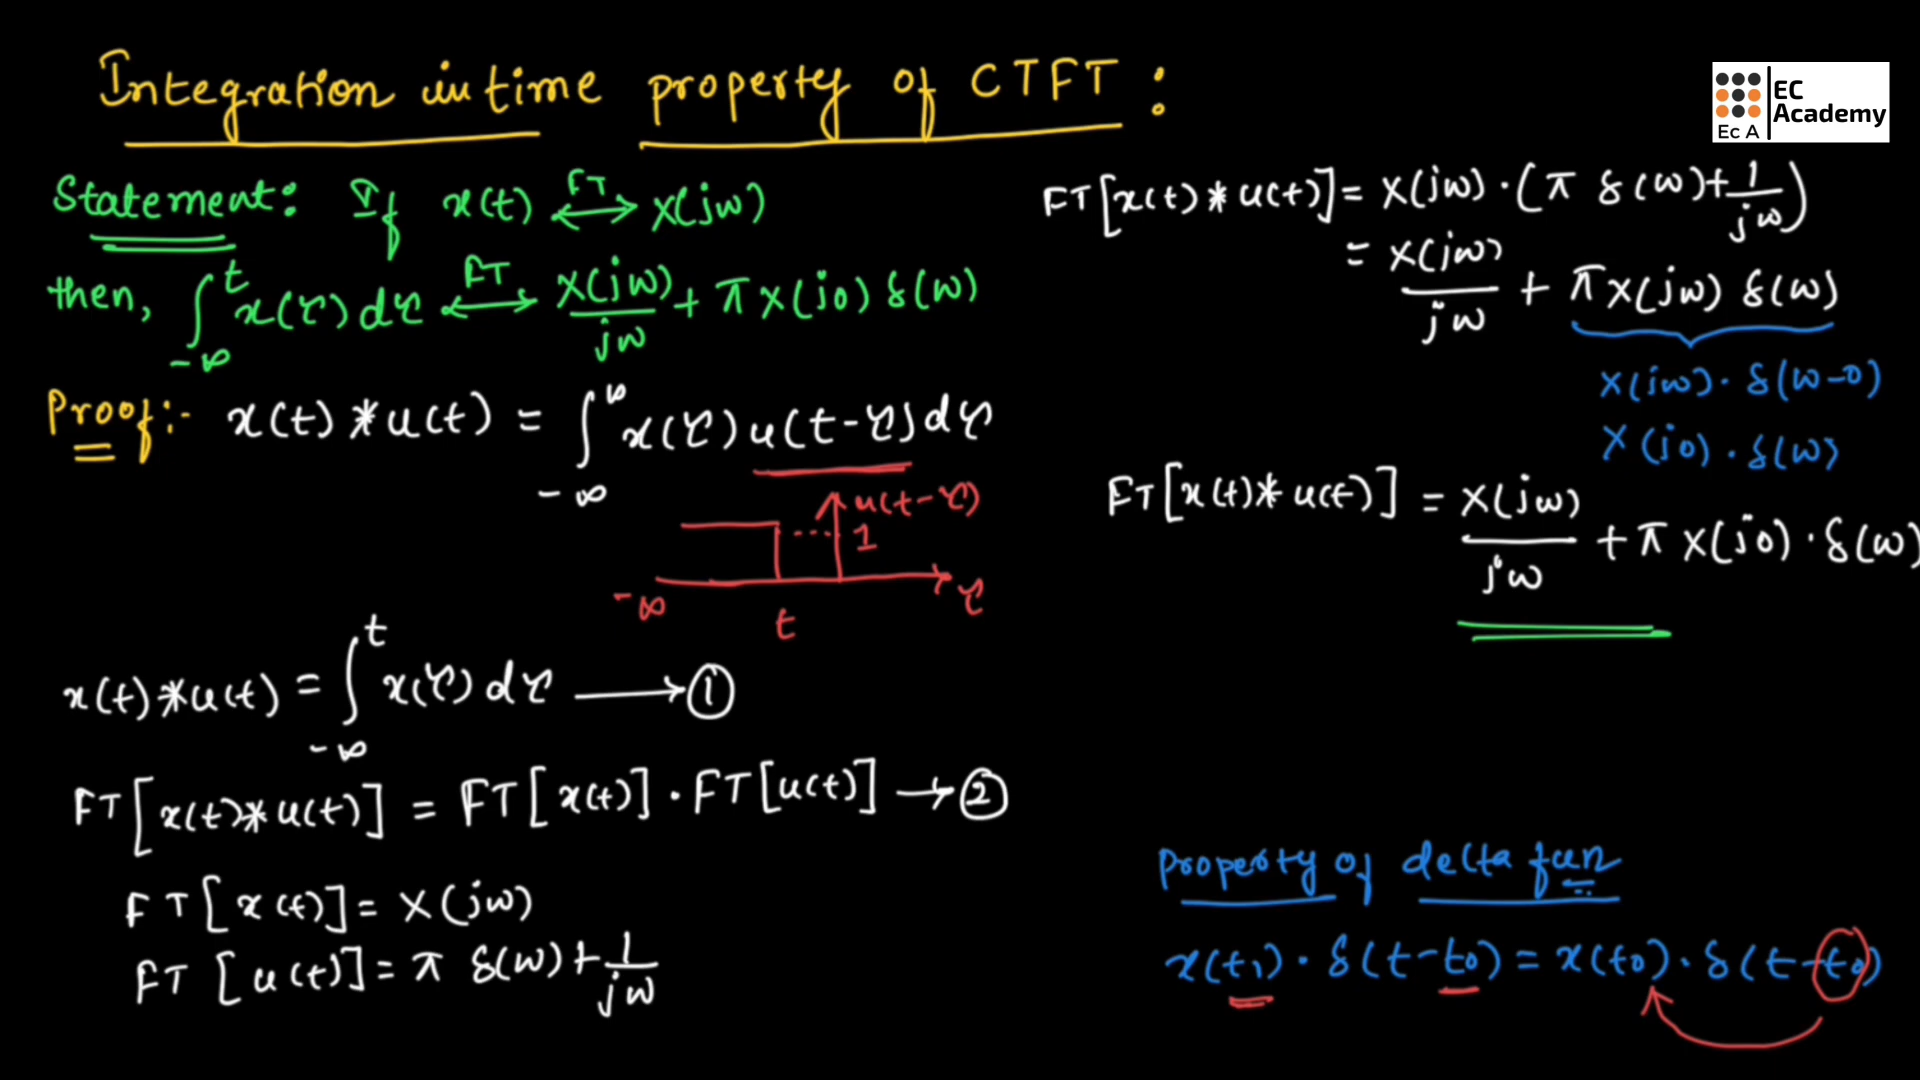 Integration in time property of CTFT :
EC Academy
Ec A
Statement: If x(t) <-FT-> X(jω)
then, ∫_{-∞}^{t} x(τ) dτ <-FT-> X(jω)/jω + π X(j0) δ(ω)
Proof:- x(t) * u(t) = ∫_{-∞}^{∞} x(τ) u(t-τ) dτ
u(t-τ)
1
-∞ t τ
x(t)*u(t) = ∫_{-∞}^{t} x(τ) dτ → ①
FT[x(t)*u(t)] = FT[x(t)] · FT[u(t)] → ②
FT[x(t)] = X(jω)
FT[u(t)] = π δ(ω) + 1/jω
FT[x(t) * u(t)] = X(jω) · (π δ(ω) + 1/jω)
= X(jω)/jω + π X(jω) δ(ω)
X(jω) · δ(ω-0)
X(j0) · δ(ω)
FT[x(t)* u(t)] = X(jω)/jω + π X(j0) · δ(ω)
Property of delta fun
x(t₁) · δ(t-t₀) = x(t₀) · δ(t-t₀)